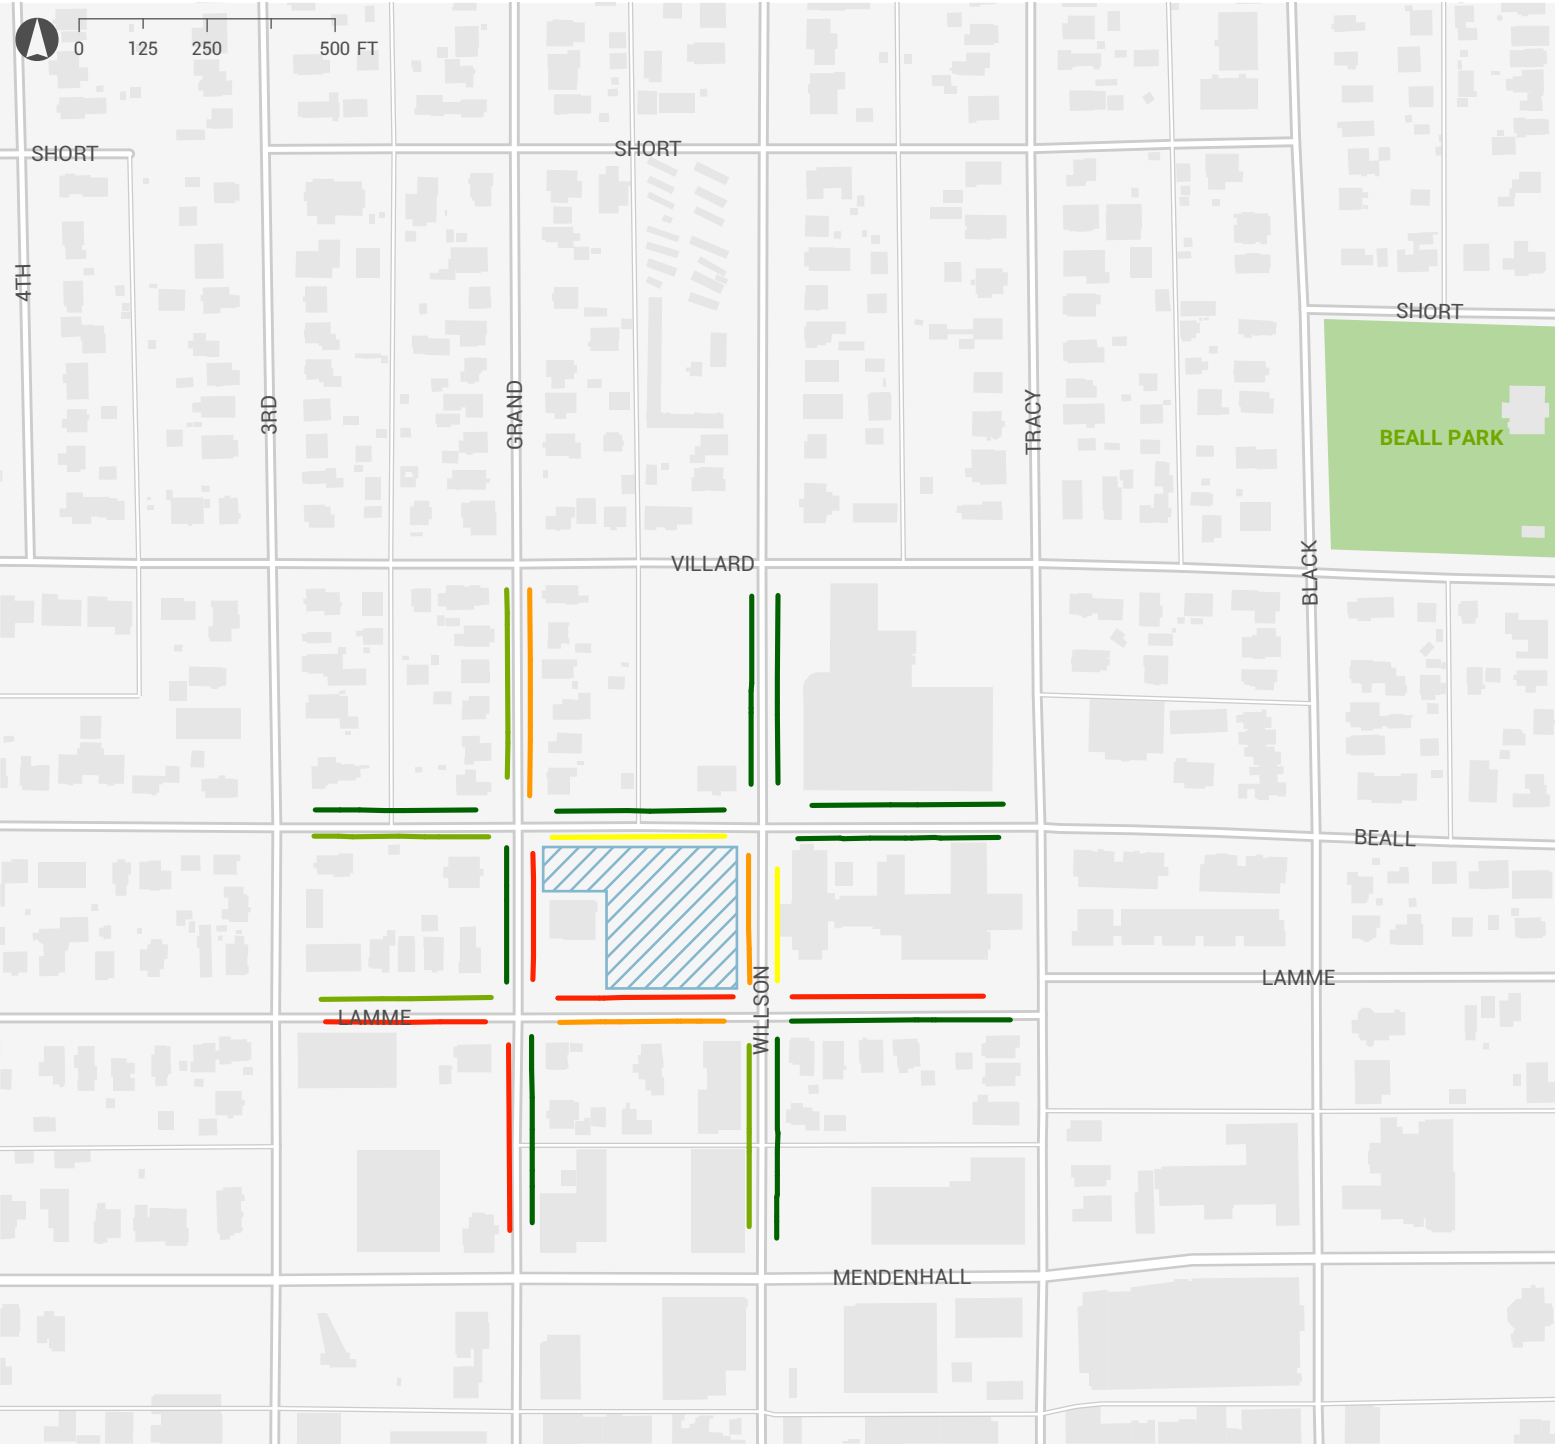 0 125 250 500 FT
SHORT
SHORT
4TH
SHORT
3RD
GRAND
TRACY
BEALL PARK
VILLARD
BLACK
BEALL
LAMME
WILLSON
LAMME
MENDENHALL